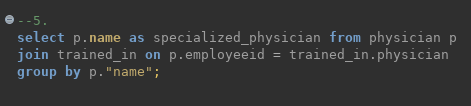 --5.
select p.name as specialized_physician from physician p
join trained_in on p.employeeid = trained_in.physician
group by p."name";